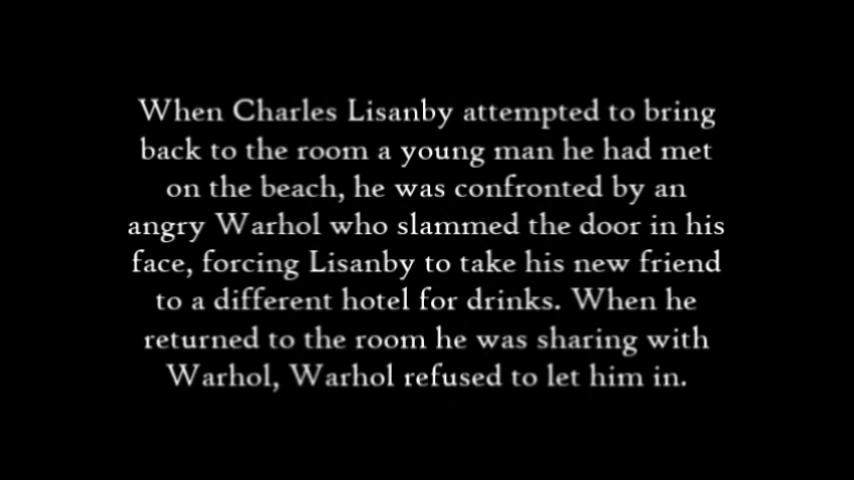 When Charles Lisanby attempted to bring
back to the room a young man he had met
on the beach, he was confronted by an
angry Warhol who slammed the door in his
face, forcing Lisanby to take his new friend
to a different hotel for drinks. When he
returned to the room he was sharing with
Warhol, Warhol refused to let him in.